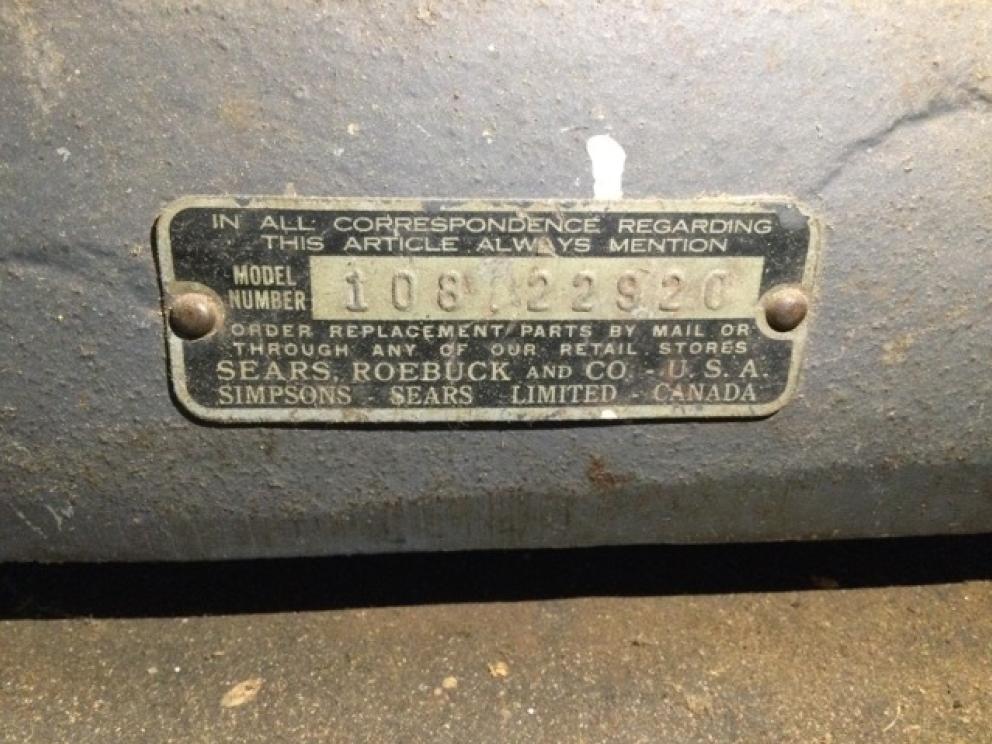 IN ALL CORRESPONDENCE REGARDING
THIS ARTICLE ALWAYS MENTION
MODEL NUMBER 108.22920
ORDER REPLACEMENT PARTS BY MAIL OR
THROUGH ANY OF OUR RETAIL STORES
SEARS, ROEBUCK AND CO. - U.S.A.
SIMPSONS - SEARS LIMITED - CANADA